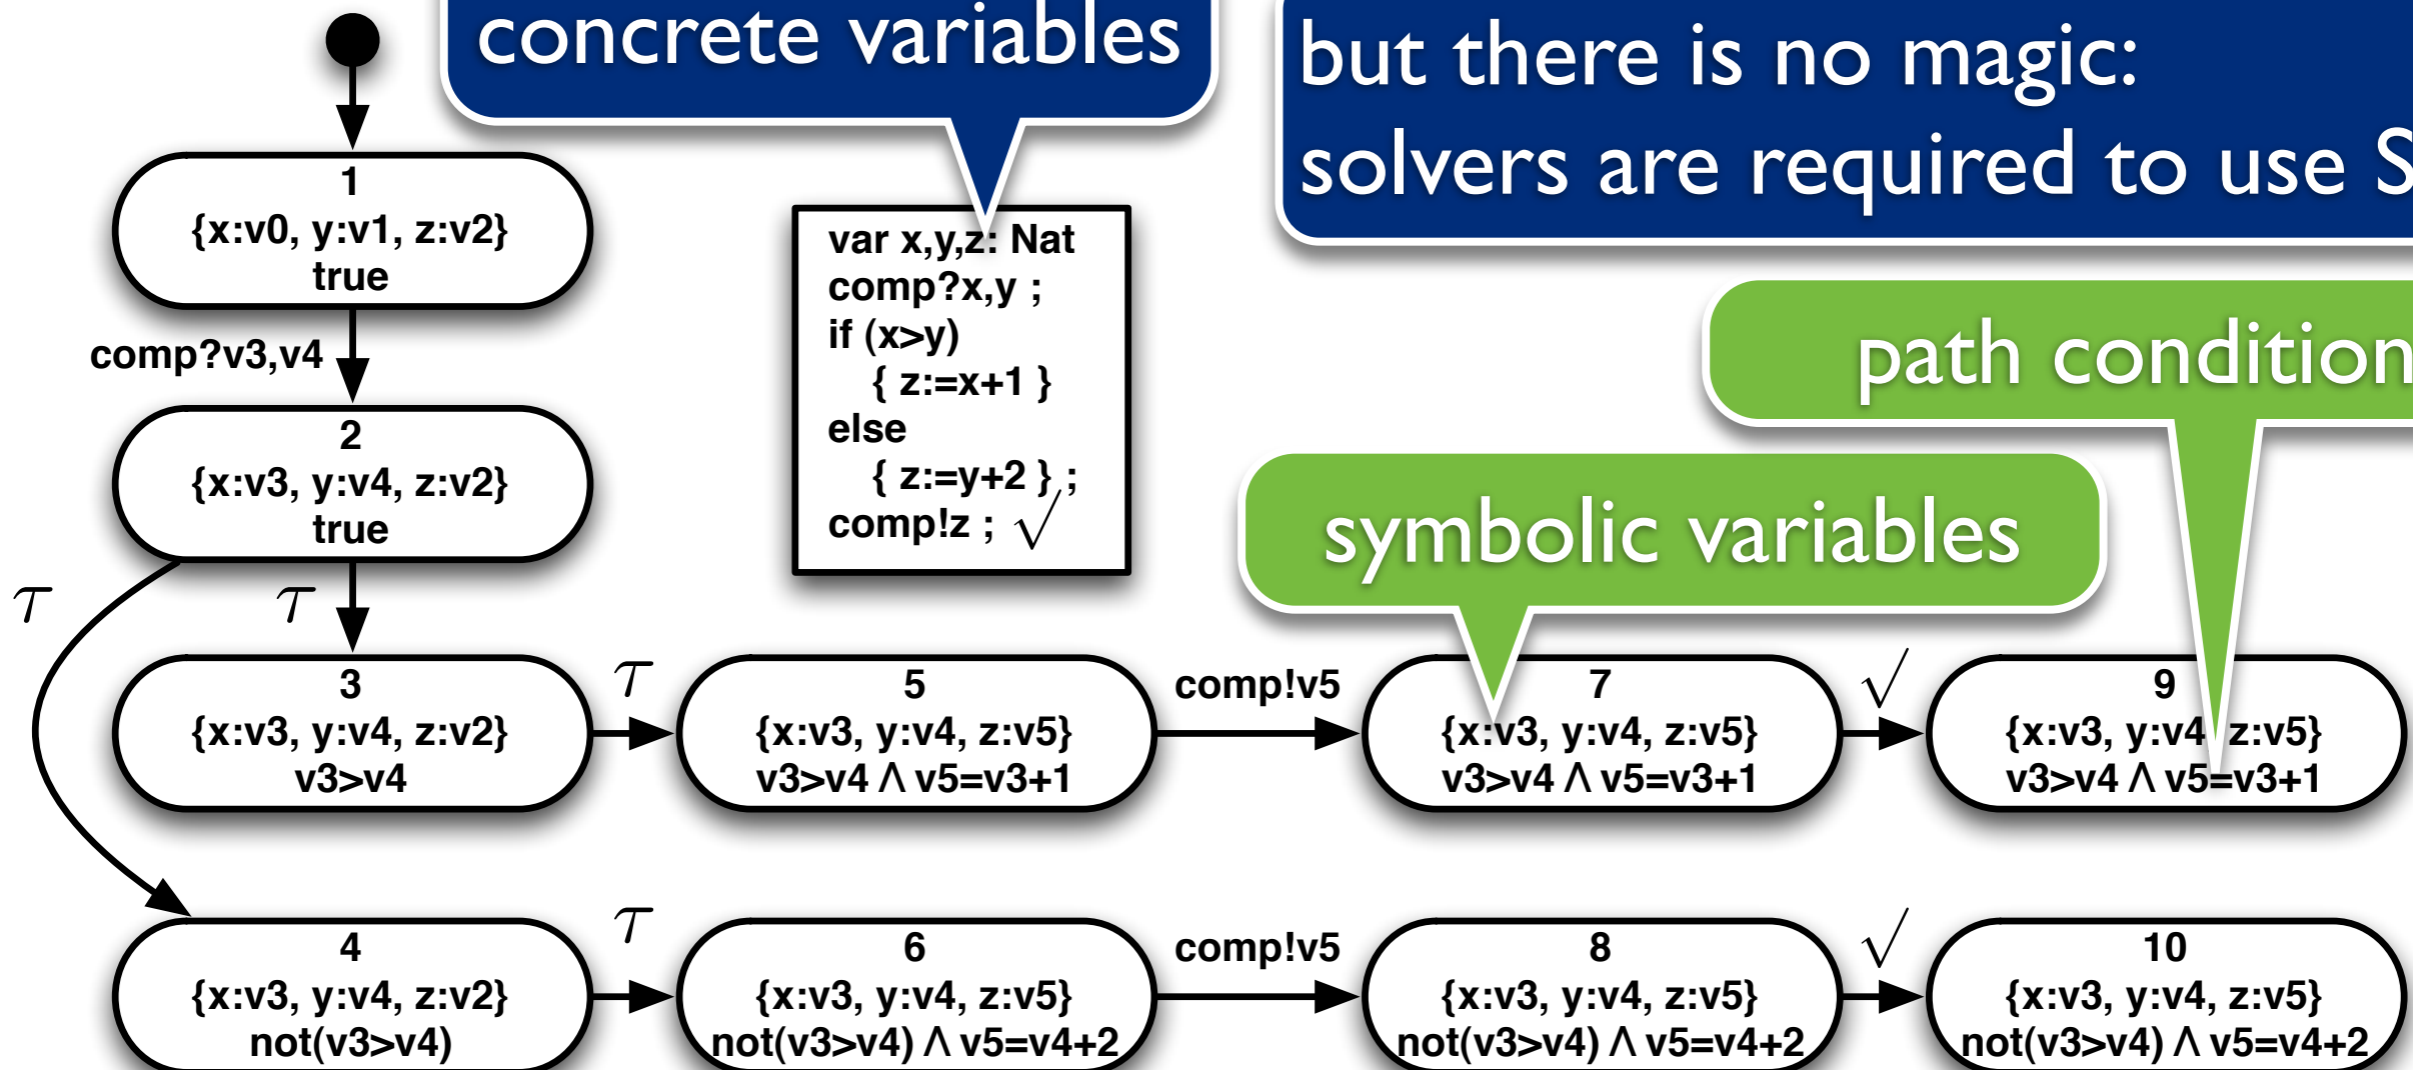 concrete variables
but there is no magic:
solvers are required to use S
1
{x:v0, y:v1, z:v2}
true
var x,y,z: Nat
comp?x,y ;
if (x>y)
{ z:=x+1 }
else
{ z:=y+2 } ;
comp!z ; √
comp?v3,v4
path condition
2
{x:v3, y:v4, z:v2}
true
symbolic variables
τ
τ
3
{x:v3, y:v4, z:v2}
v3>v4
τ
5
{x:v3, y:v4, z:v5}
v3>v4 ∧ v5=v3+1
comp!v5
7
{x:v3, y:v4, z:v5}
v3>v4 ∧ v5=v3+1
√
9
{x:v3, y:v4, z:v5}
v3>v4 ∧ v5=v3+1
4
{x:v3, y:v4, z:v2}
not(v3>v4)
τ
6
{x:v3, y:v4, z:v5}
not(v3>v4) ∧ v5=v4+2
comp!v5
8
{x:v3, y:v4, z:v5}
not(v3>v4) ∧ v5=v4+2
√
10
{x:v3, y:v4, z:v5}
not(v3>v4) ∧ v5=v4+2